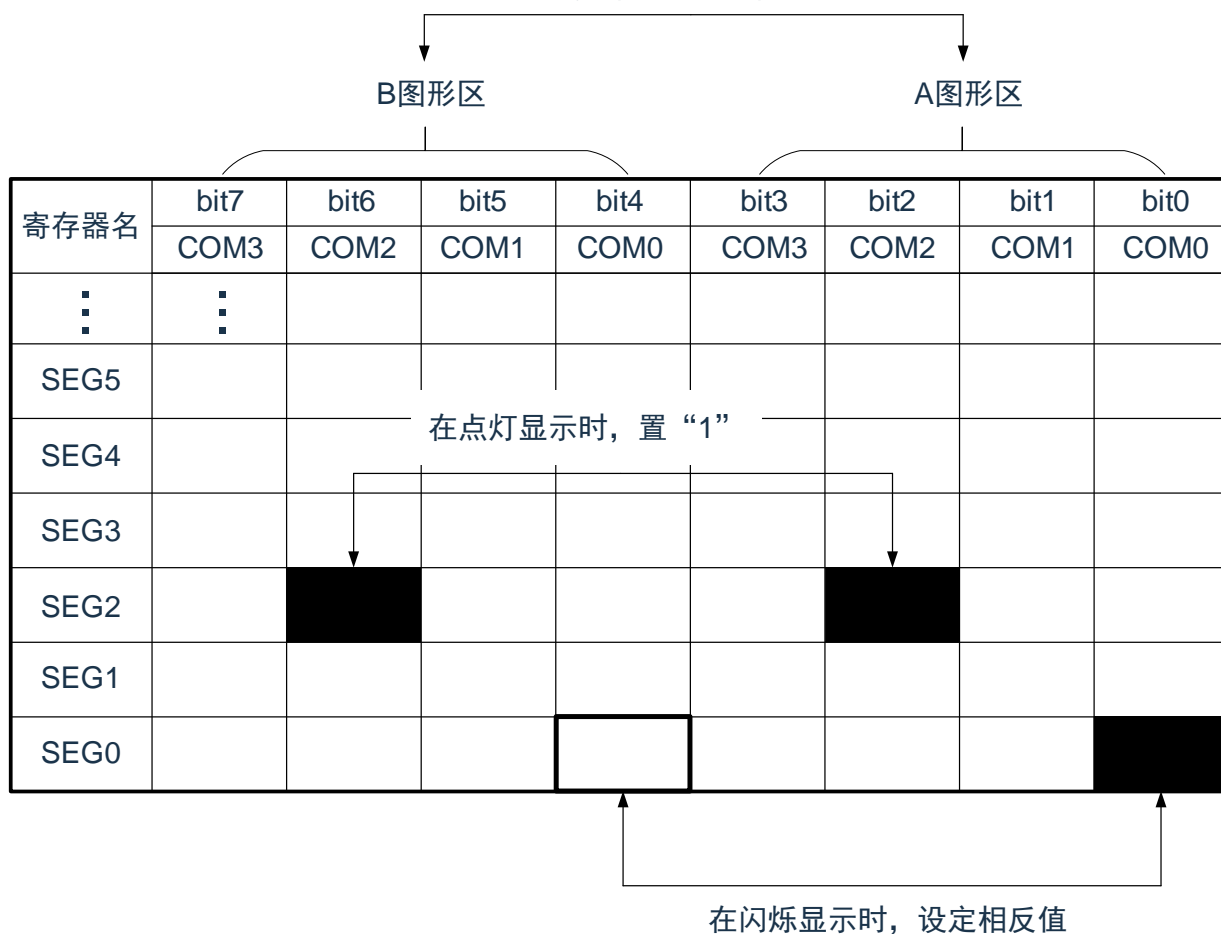 B图形区 A图形区
寄存器名 bit7 bit6 bit5 bit4 bit3 bit2 bit1 bit0
COM3 COM2 COM1 COM0 COM3 COM2 COM1 COM0
SEG5
在点灯显示时，置“1”
SEG4
SEG3
SEG2
SEG1
SEG0
在闪烁显示时，设定相反值